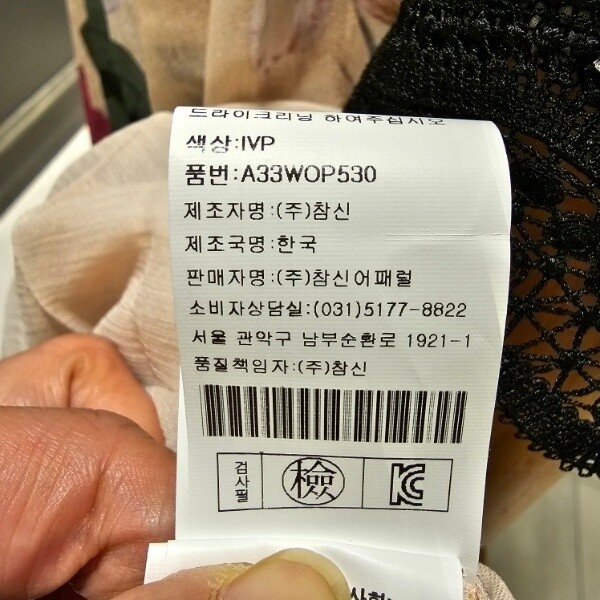 드라이크리닝 하여주십시오
색상:IVP
품번:A33WOP530
제조자명:(주)참신
제조국명:한국
판매자명:(주)참신어패럴
소비자상담실:(031)5177-8822
서울 관악구 남부순환로 1921-1
품질책임자:(주)참신
검사필 檢 KC